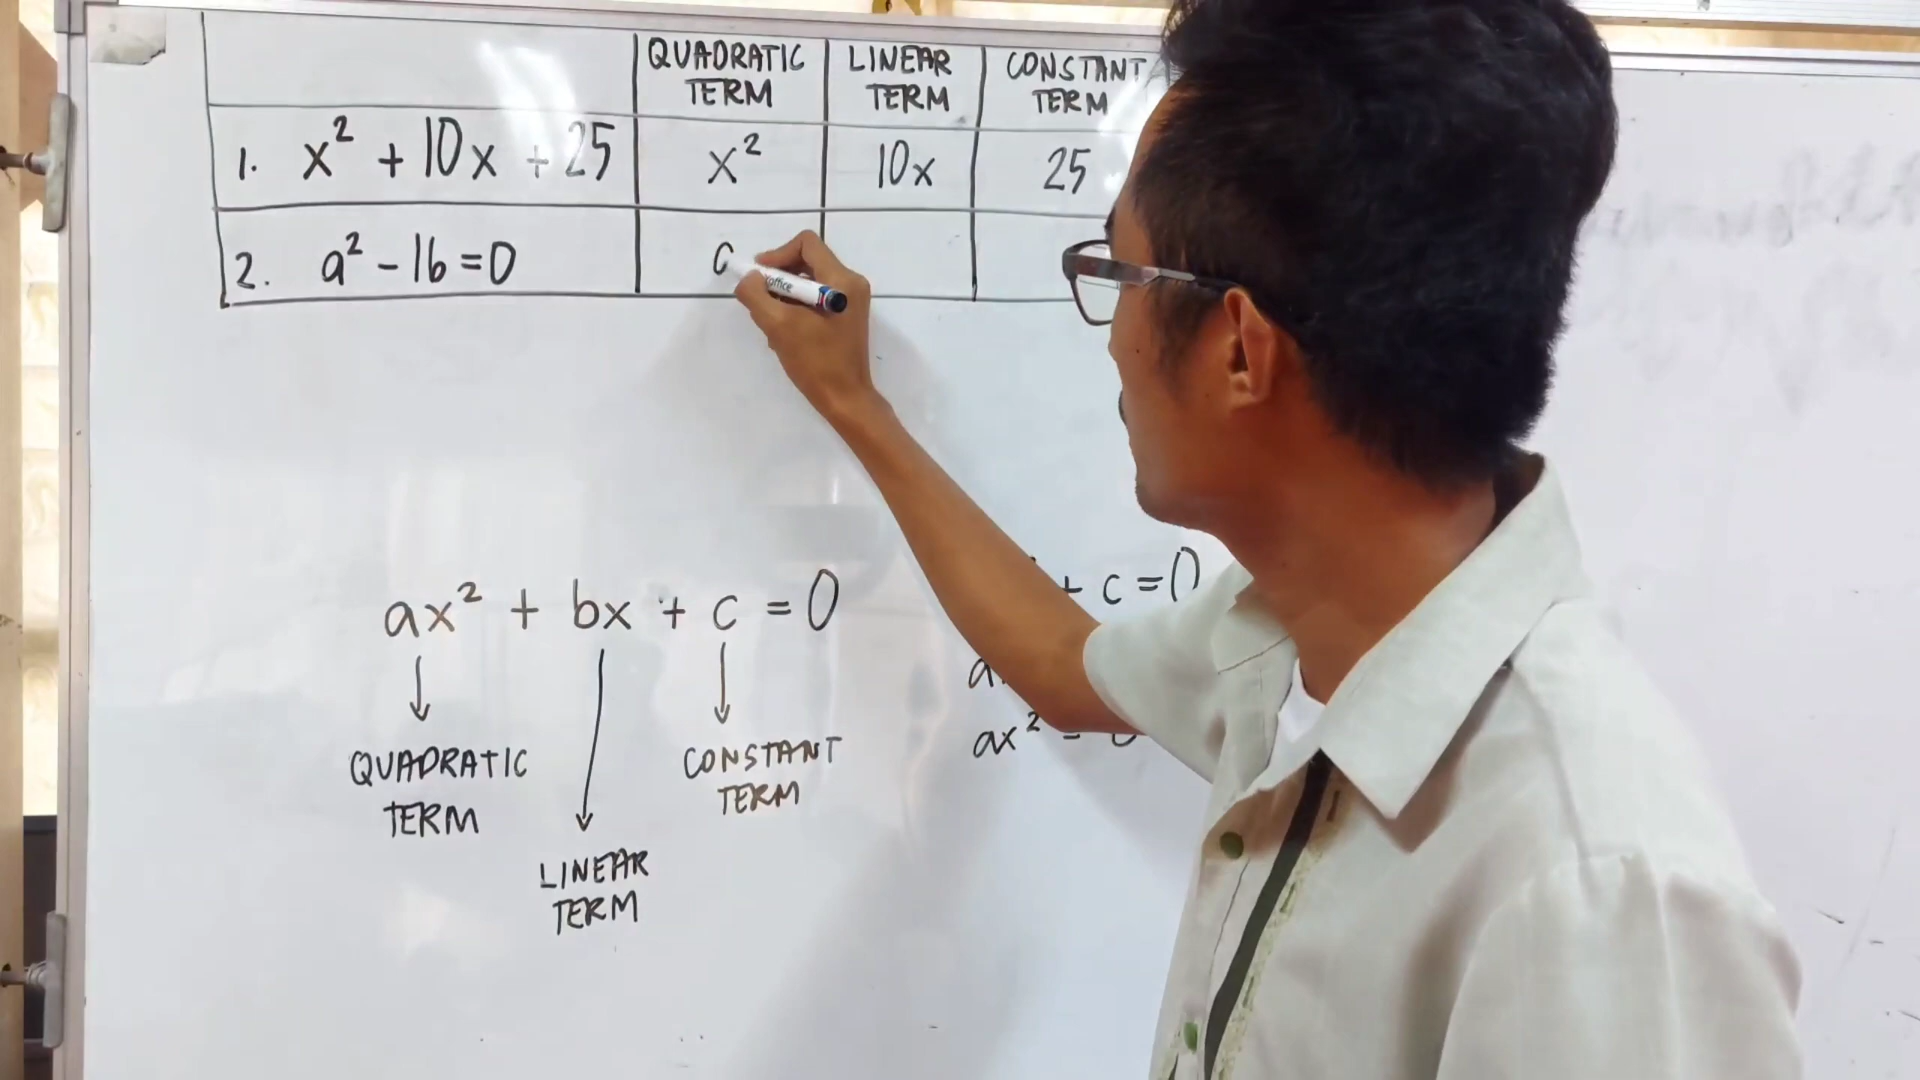 QUADRATIC TERM LINEAR TERM CONSTANT TERM
1. x² + 10x + 25 x² 10x 25
2. a² - 16 = 0
ax² + bx + c = 0
QUADRATIC
TERM
LINEAR
TERM
CONSTANT
TERM
+ c = 0
ax² =
office